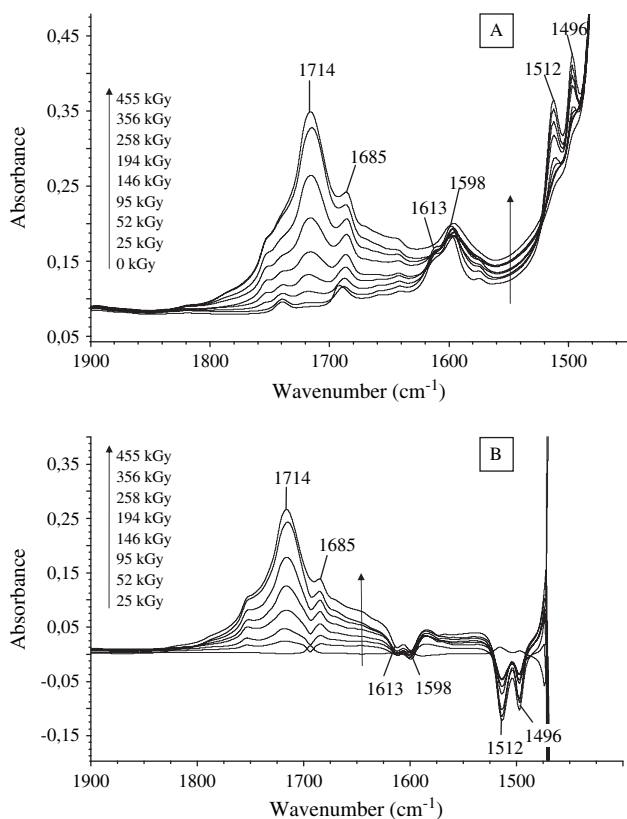 A
0,45
1496
1512
1714
455 kGy
356 kGy
0,35
258 kGy
194 kGy
1685
146 kGy
0,25
95 kGy
1598
52 kGy
1613
25 kGy
0 kGy
0,15
0,05
Absorbance
1900 1800 1700 1600 1500
Wavenumber (cm-1)
B
0,35
455 kGy
1714
356 kGy
258 kGy
0,25
194 kGy
1685
146 kGy
0,15
95 kGy
52 kGy
25 kGy
0,05
1613
1598
-0,05
1496
1512
-0,15
Absorbance
1900 1800 1700 1600 1500
Wavenumber (cm-1)